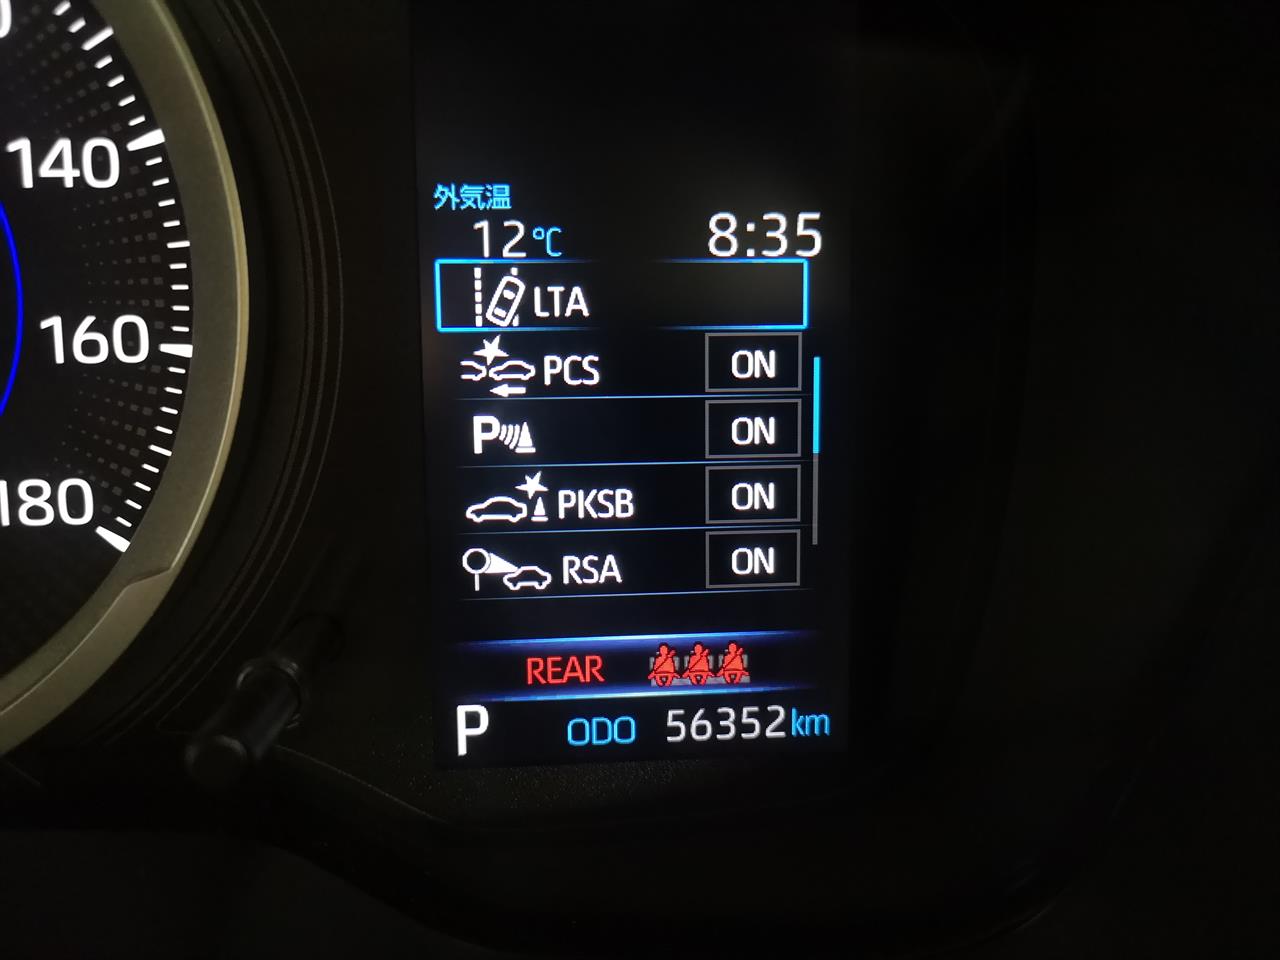 140
160
180
外気温
12℃ 8:35
LTA
PCS ON
P ON
PKSB ON
RSA ON
REAR
P ODO 56352km